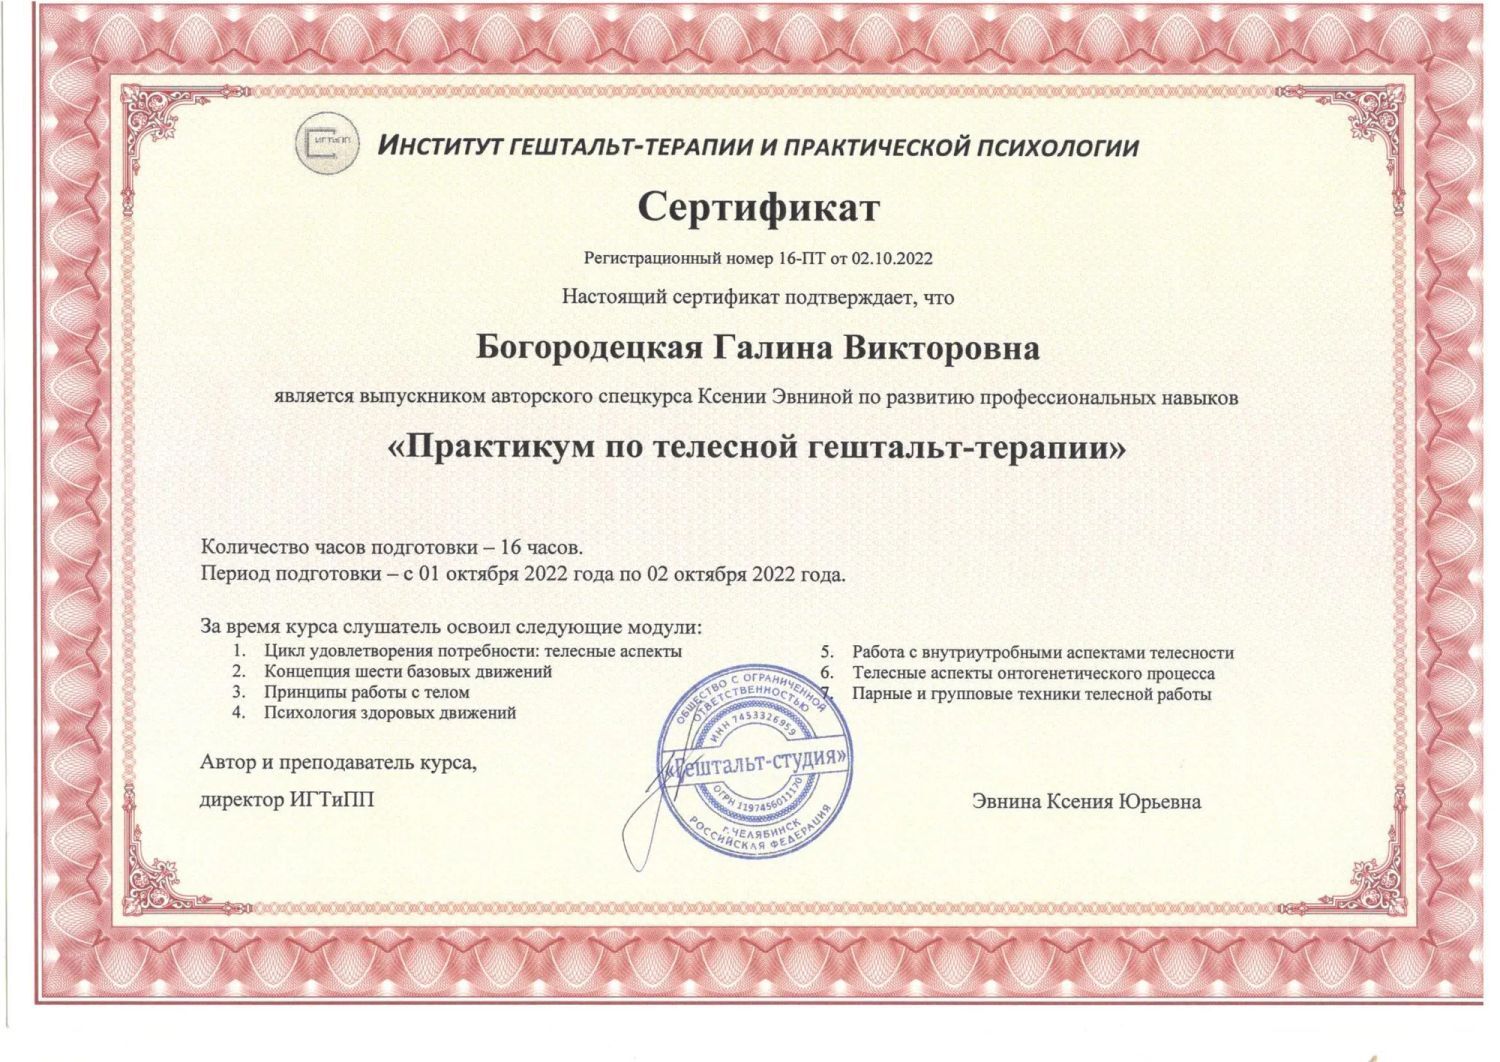 ИГТиПП
ИНСТИТУТ ГЕШТАЛЬТ-ТЕРАПИИ И ПРАКТИЧЕСКОЙ ПСИХОЛОГИИ
Сертификат
Регистрационный номер 16-ПТ от 02.10.2022
Настоящий сертификат подтверждает, что
Богородецкая Галина Викторовна
является выпускником авторского спецкурса Ксении Эвниной по развитию профессиональных навыков
«Практикум по телесной гештальт-терапии»
Количество часов подготовки – 16 часов.
Период подготовки – с 01 октября 2022 года по 02 октября 2022 года.
За время курса слушатель освоил следующие модули:
1. Цикл удовлетворения потребности: телесные аспекты
2. Концепция шести базовых движений
3. Принципы работы с телом
4. Психология здоровых движений
5. Работа с внутриутробными аспектами телесности
6. Телесные аспекты онтогенетического процесса
7. Парные и групповые техники телесной работы
Автор и преподаватель курса,
директор ИГТиПП
Эвнина Ксения Юрьевна
ОБЩЕСТВО С ОГРАНИЧЕННОЙ
ОТВЕТСТВЕННОСТЬЮ
ИНН 7453326959
«Гештальт-студия»
ОГРН 1197456011170
г. ЧЕЛЯБИНСК
РОССИЙСКАЯ ФЕДЕРАЦИЯ